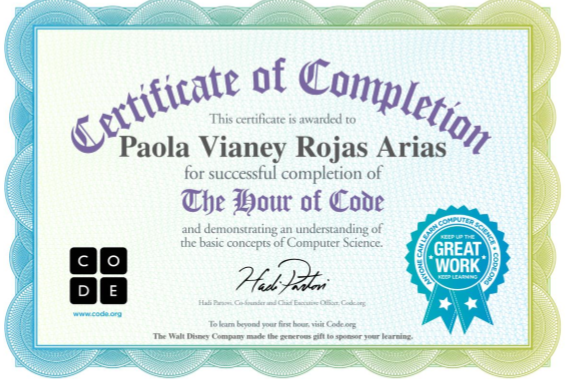 Certificate of Completion
This certificate is awarded to
Paola Vianey Rojas Arias
for successful completion of
The Hour of Code
and demonstrating an understanding of
the basic concepts of Computer Science.
Hadi Partovi
Hadi Partovi, Co-founder and Chief Executive Officer, Code.org
C O
D E
www.code.org
ANYONE CAN LEARN COMPUTER SCIENCE • CODE.ORG •
KEEP UP THE
GREAT
WORK
KEEP LEARNING
To learn beyond your first hour, visit Code.org
The Walt Disney Company made the generous gift to sponsor your learning.